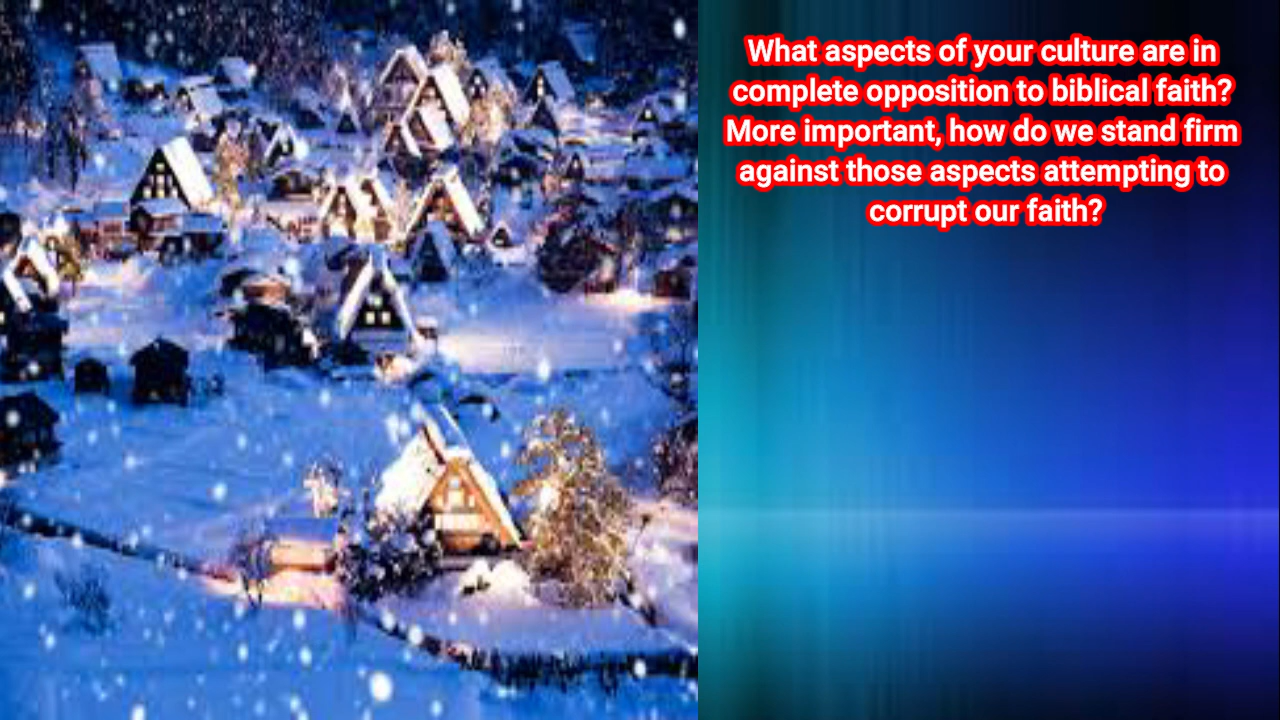 What aspects of your culture are in
complete opposition to biblical faith?
More important, how do we stand firm
against those aspects attempting to
corrupt our faith?